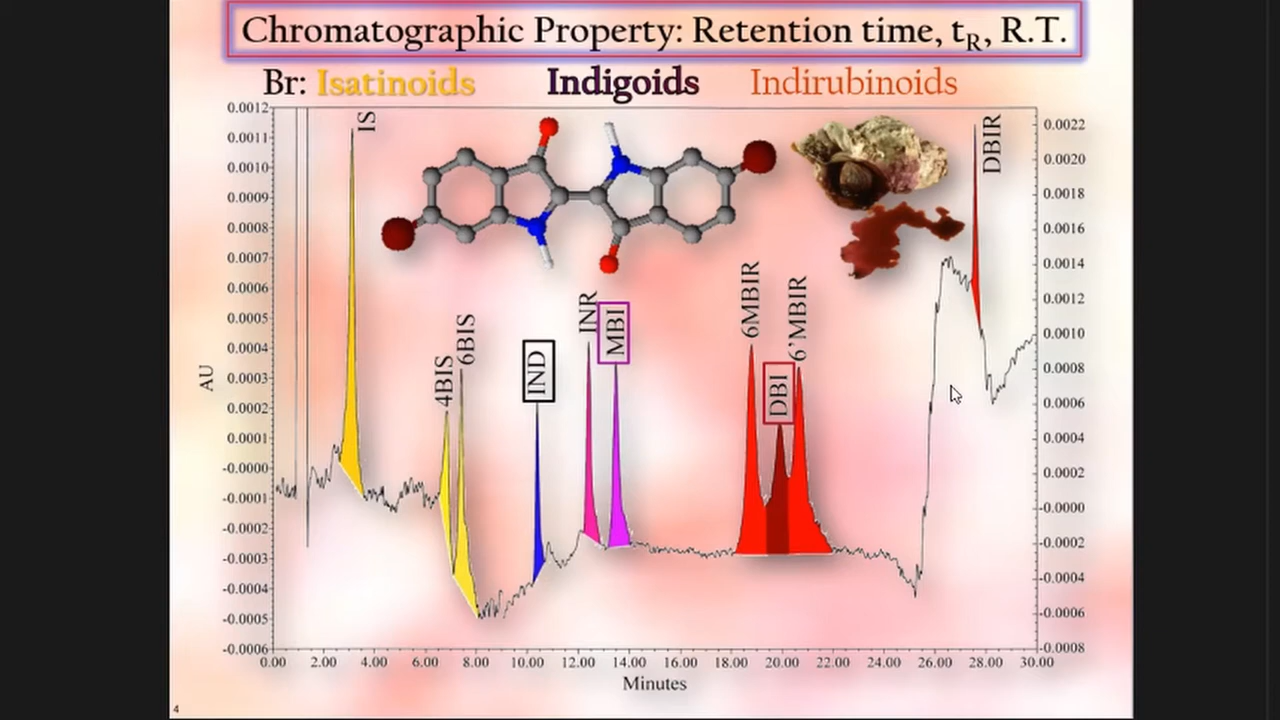 Chromatographic Property: Retention time, tR, R.T.
Br: Isatinoids Indigoids Indirubinoids
IS
4BIS
6BIS
IND
INR
MBI
6MBIR
DBI
6'MBIR
DBIR
AU
0.0012
0.0011
0.0010
0.0009
0.0008
0.0007
0.0006
0.0005
0.0004
0.0003
0.0002
0.0001
-0.0000
-0.0001
-0.0002
-0.0003
-0.0004
-0.0005
-0.0006
0.0022
0.0020
0.0018
0.0016
0.0014
0.0012
0.0010
0.0008
0.0006
0.0004
0.0002
-0.0000
-0.0002
-0.0004
-0.0006
-0.0008
0.00 2.00 4.00 6.00 8.00 10.00 12.00 14.00 16.00 18.00 20.00 22.00 24.00 26.00 28.00 30.00
Minutes
4